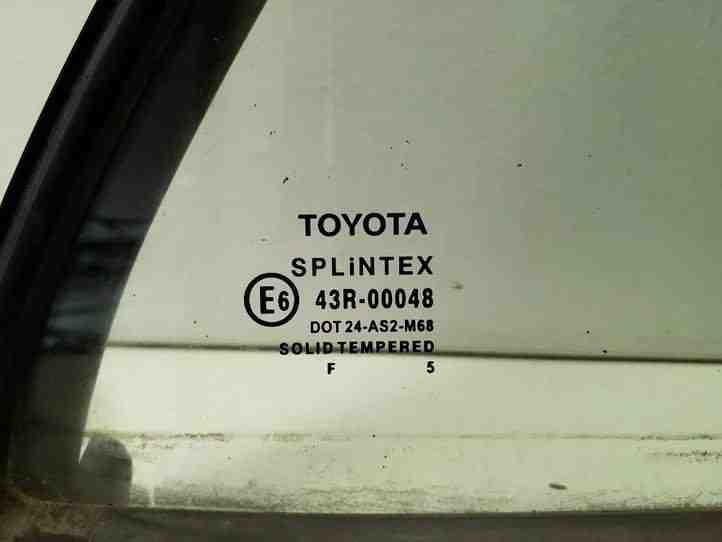 TOYOTA
SPLiNTEX
E6 43R-00048
DOT 24-AS2-M68
SOLID TEMPERED
F 5